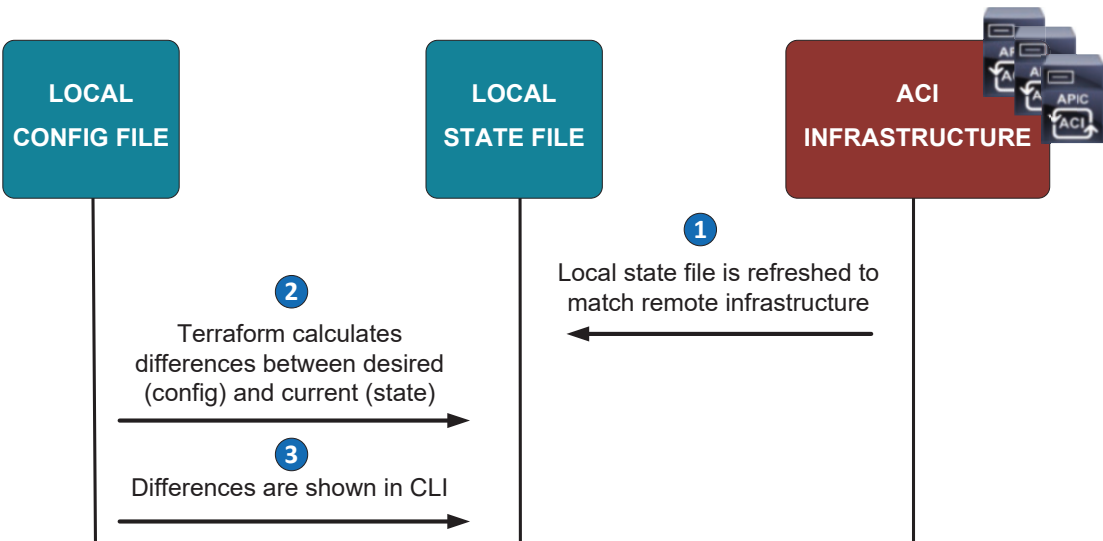 LOCAL
CONFIG FILE
LOCAL
STATE FILE
ACI
INFRASTRUCTURE
AP
A
APIC
ACI
1
Local state file is refreshed to
match remote infrastructure
2
Terraform calculates
differences between desired
(config) and current (state)
3
Differences are shown in CLI